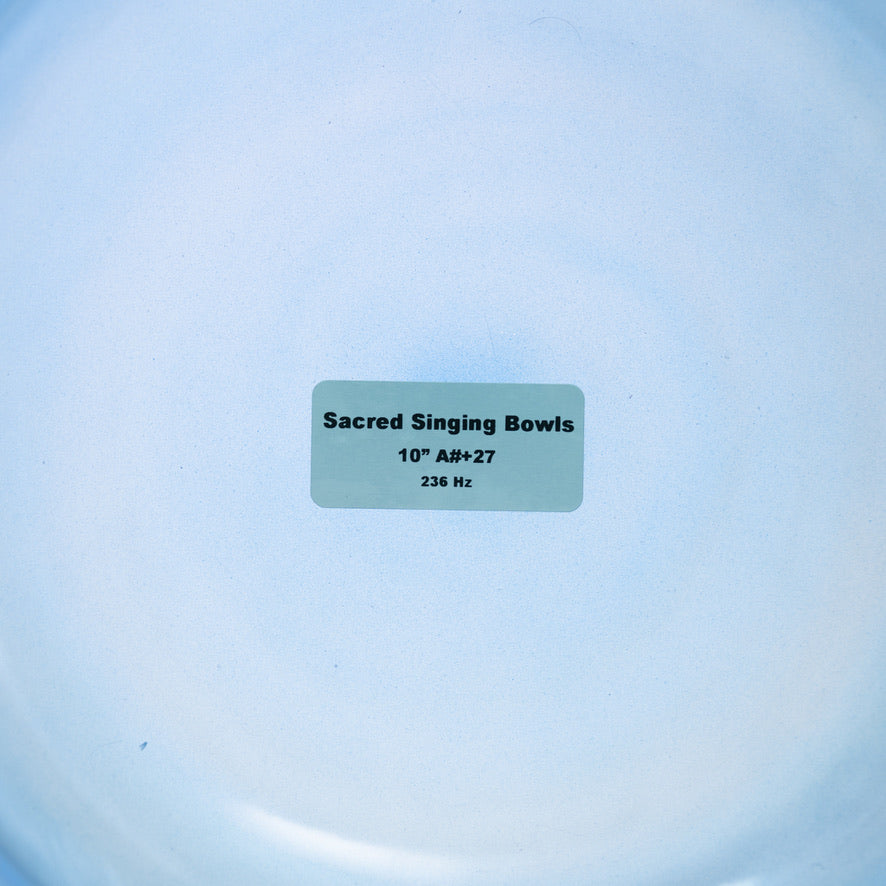 Sacred Singing Bowls
10” A#+27
236 Hz